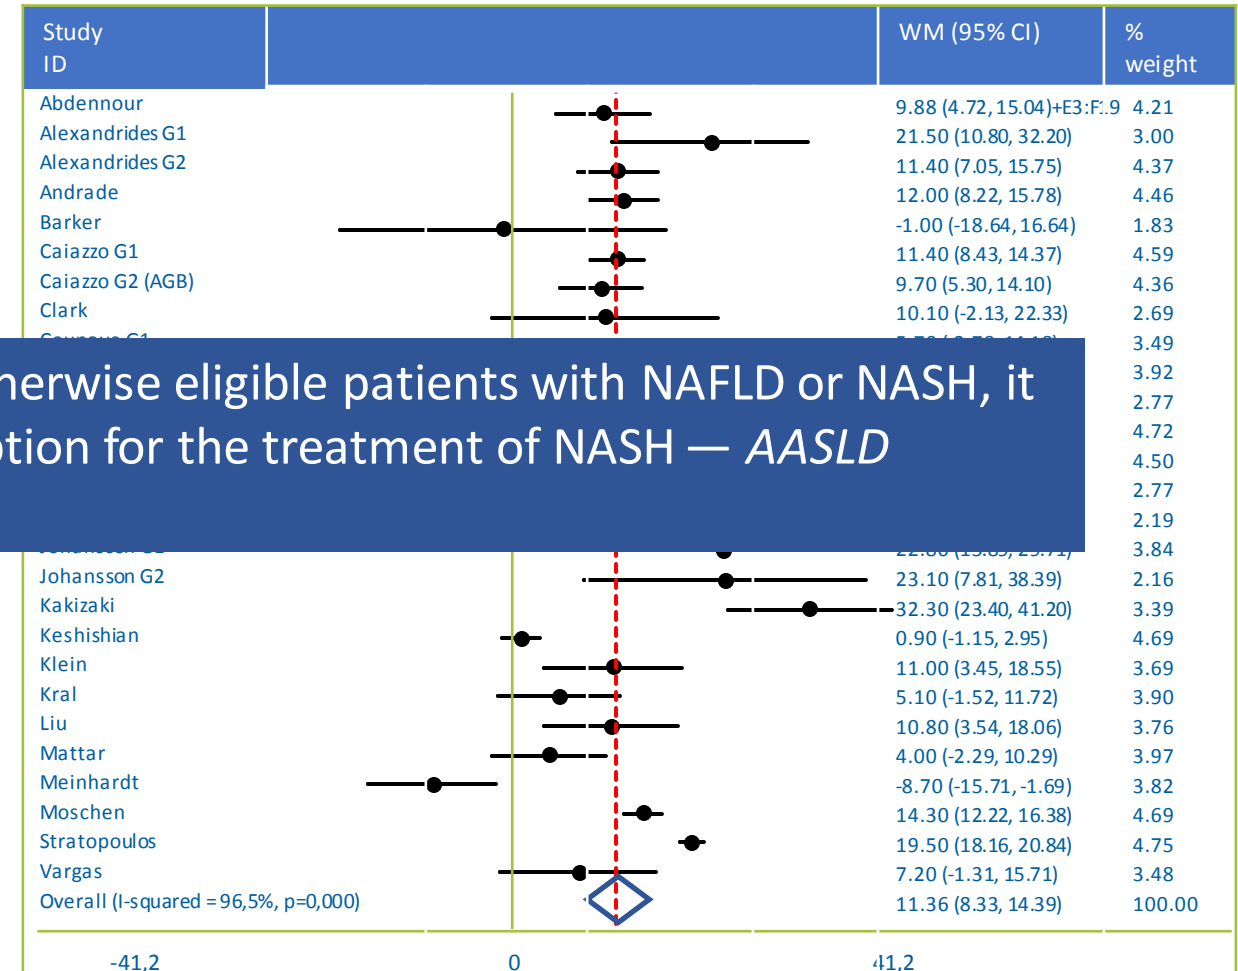 Study WM (95% CI) %
ID weight
Abdennour 9.88 (4.72, 15.04)+E3:F19 4.21
Alexandrides G1 21.50 (10.80, 32.20) 3.00
Alexandrides G2 11.40 (7.05, 15.75) 4.37
Andrade 12.00 (8.22, 15.78) 4.46
Barker -1.00 (-18.64, 16.64) 1.83
Caiazzo G1 11.40 (8.43, 14.37) 4.59
Caiazzo G2 (AGB) 9.70 (5.30, 14.10) 4.36
Clark 10.10 (-2.13, 22.33) 2.69
3.49
herwise eligible patients with NAFLD or NASH, it 3.92
2.77
ption for the treatment of NASH — AASLD 4.72
4.50
2.77
2.19
3.84
Johansson G2 23.10 (7.81, 38.39) 2.16
Kakizaki 32.30 (23.40, 41.20) 3.39
Keshishian 0.90 (-1.15, 2.95) 4.69
Klein 11.00 (3.45, 18.55) 3.69
Kral 5.10 (-1.52, 11.72) 3.90
Liu 10.80 (3.54, 18.06) 3.76
Mattar 4.00 (-2.29, 10.29) 3.97
Meinhardt -8.70 (-15.71, -1.69) 3.82
Moschen 14.30 (12.22, 16.38) 4.69
Stratopoulos 19.50 (18.16, 20.84) 4.75
Vargas 7.20 (-1.31, 15.71) 3.48
Overall (I-squared = 96,5%, p=0,000) 11.36 (8.33, 14.39) 100.00
-41,2 0 41,2